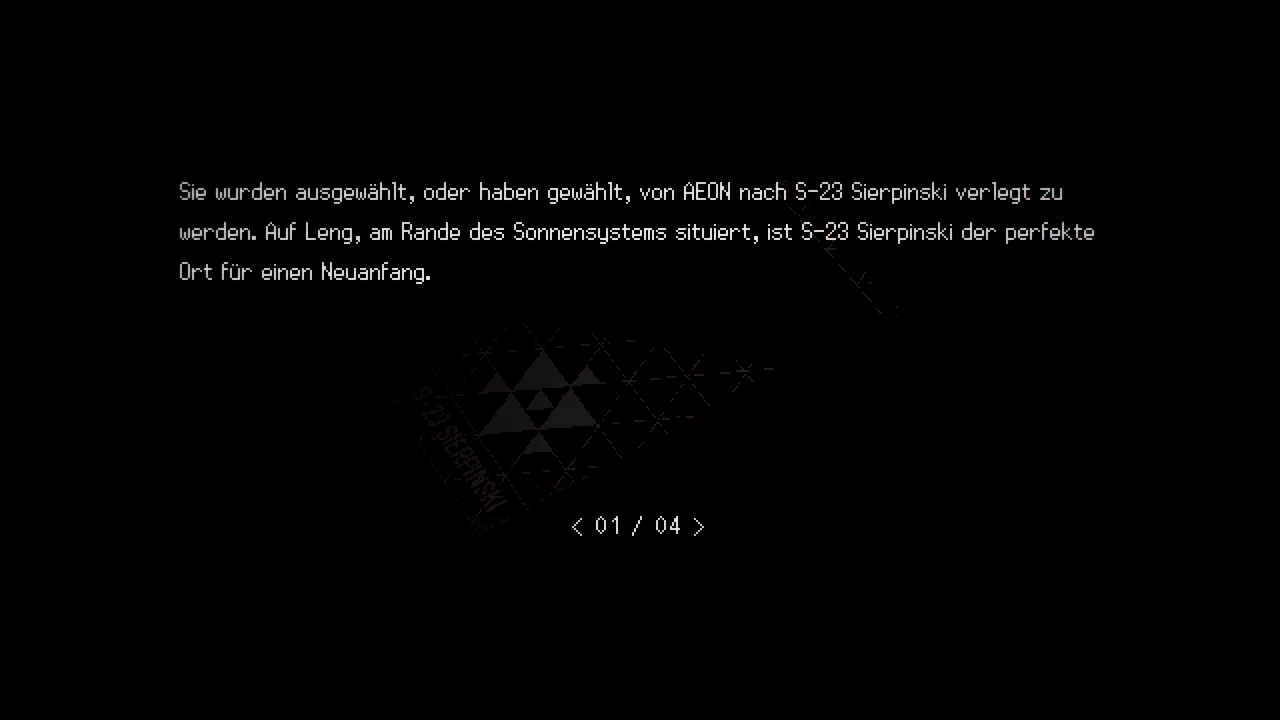 Sie wurden ausgewählt, oder haben gewählt, von AEON nach S-23 Sierpinski verlegt zu
werden. Auf Leng, am Rande des Sonnensystems situiert, ist S-23 Sierpinski der perfekte
Ort für einen Neuanfang.
S-23 SIERPINSKI
< 01 / 04 >